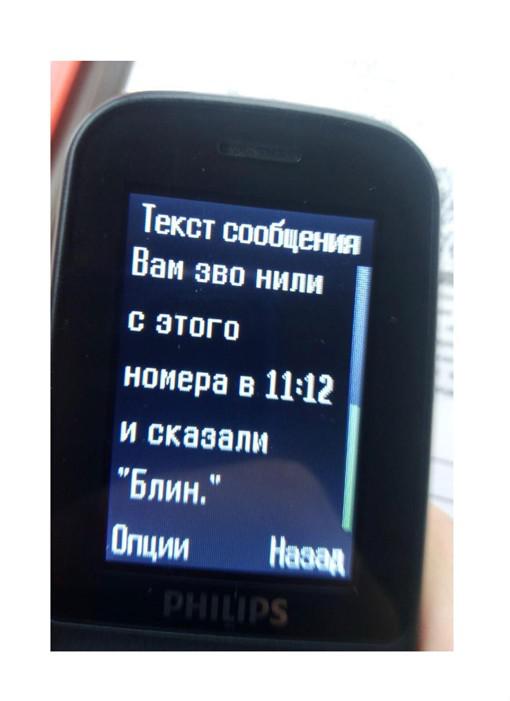 Текст сообщения
Вам зво нили
с этого
номера в 11:12
и сказали
"Блин."
Опции Назад
PHILIPS